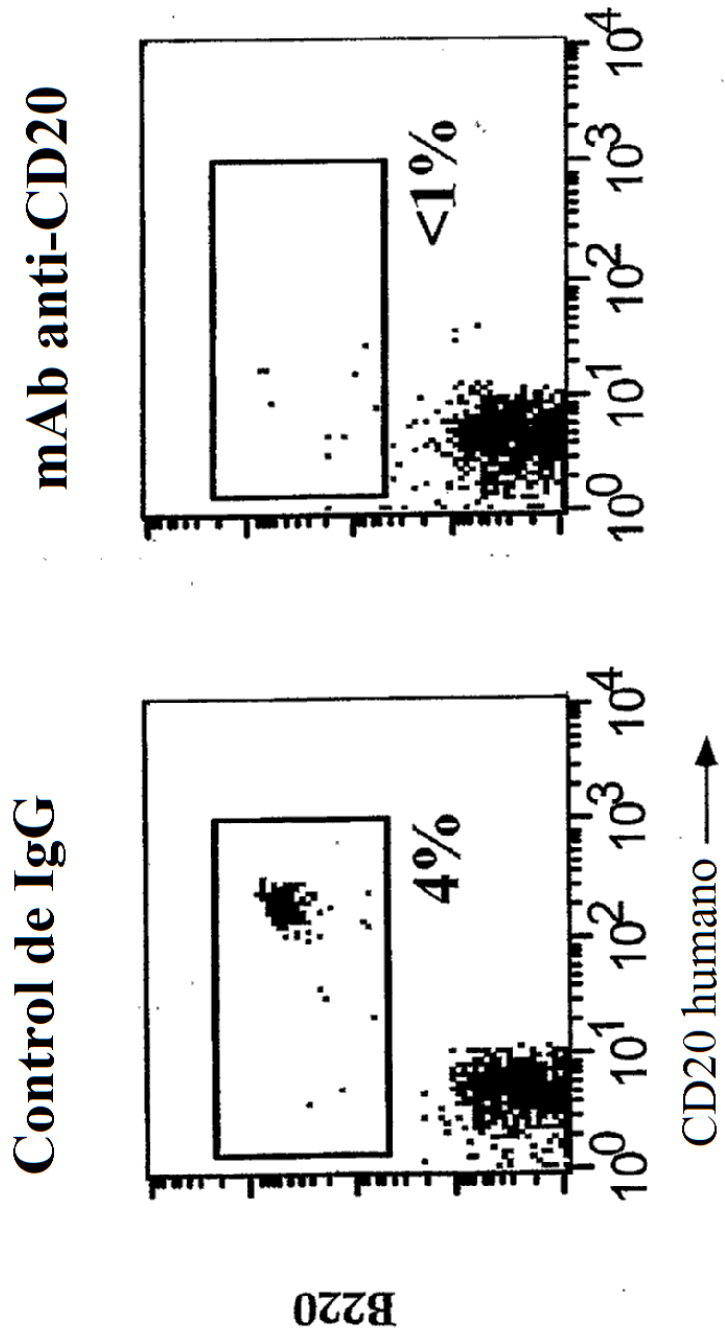 Control de IgG
mAb anti-CD20
B220
4%
<1%
10⁰ 10¹ 10² 10³ 10⁴
10⁰ 10¹ 10² 10³ 10⁴
CD20 humano